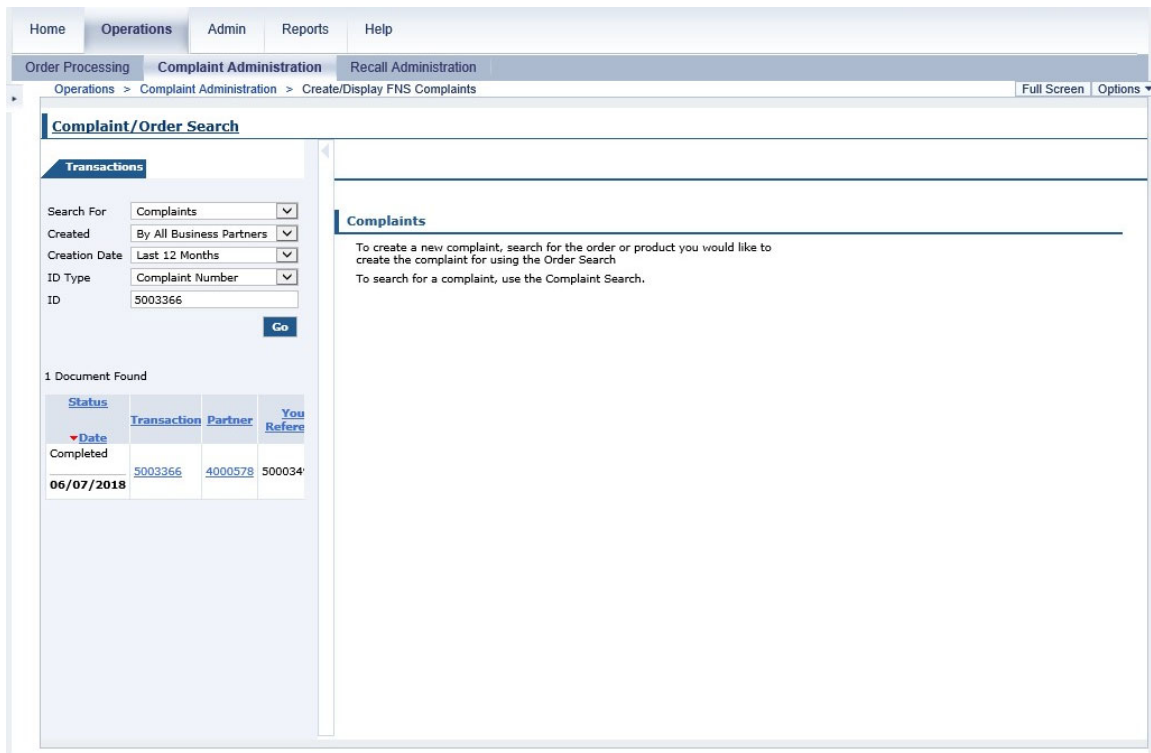 Home Operations Admin Reports Help
Order Processing Complaint Administration Recall Administration
Operations > Complaint Administration > Create/Display FNS Complaints Full Screen Options
Complaint/Order Search
Transactions
Search For Complaints
Created By All Business Partners
Creation Date Last 12 Months
ID Type Complaint Number
ID 5003366
Go
1 Document Found
Status
Date
Transaction Partner You
Refere
Completed
06/07/2018
5003366 4000578 500034
Complaints
To create a new complaint, search for the order or product you would like to
create the complaint for using the Order Search
To search for a complaint, use the Complaint Search.